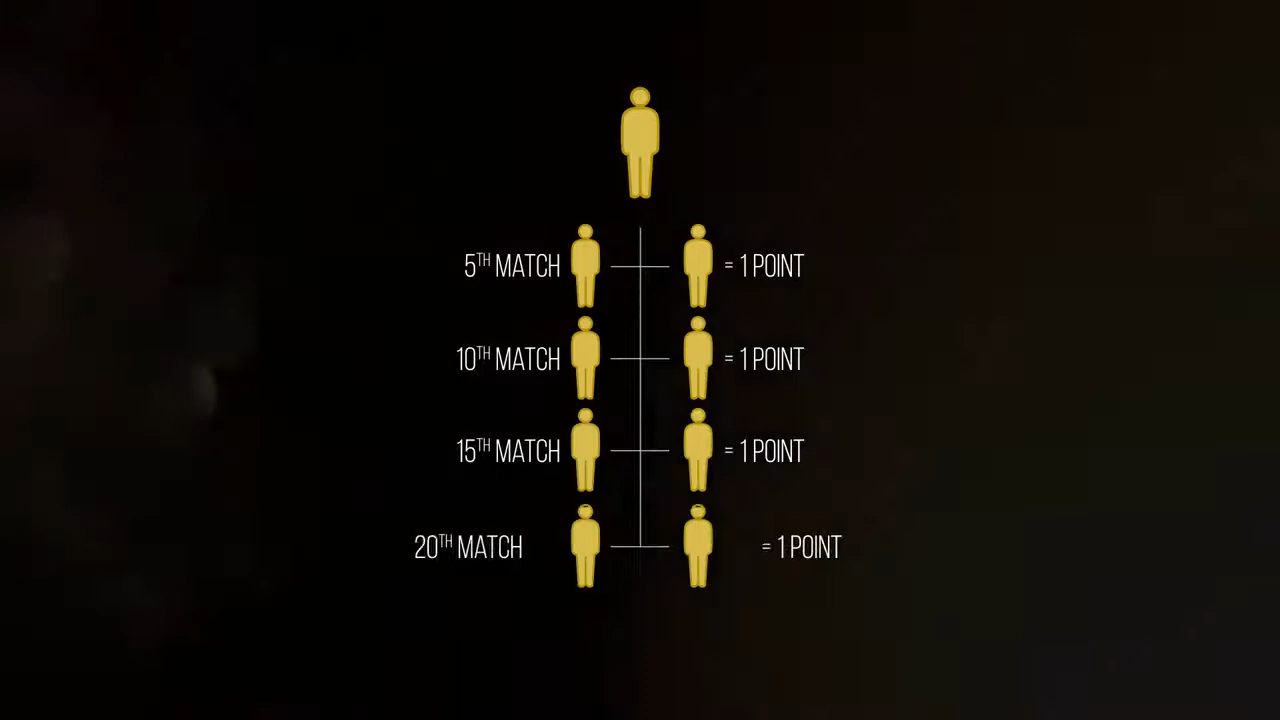 5TH MATCH = 1 POINT
10TH MATCH = 1 POINT
15TH MATCH = 1 POINT
20TH MATCH = 1 POINT